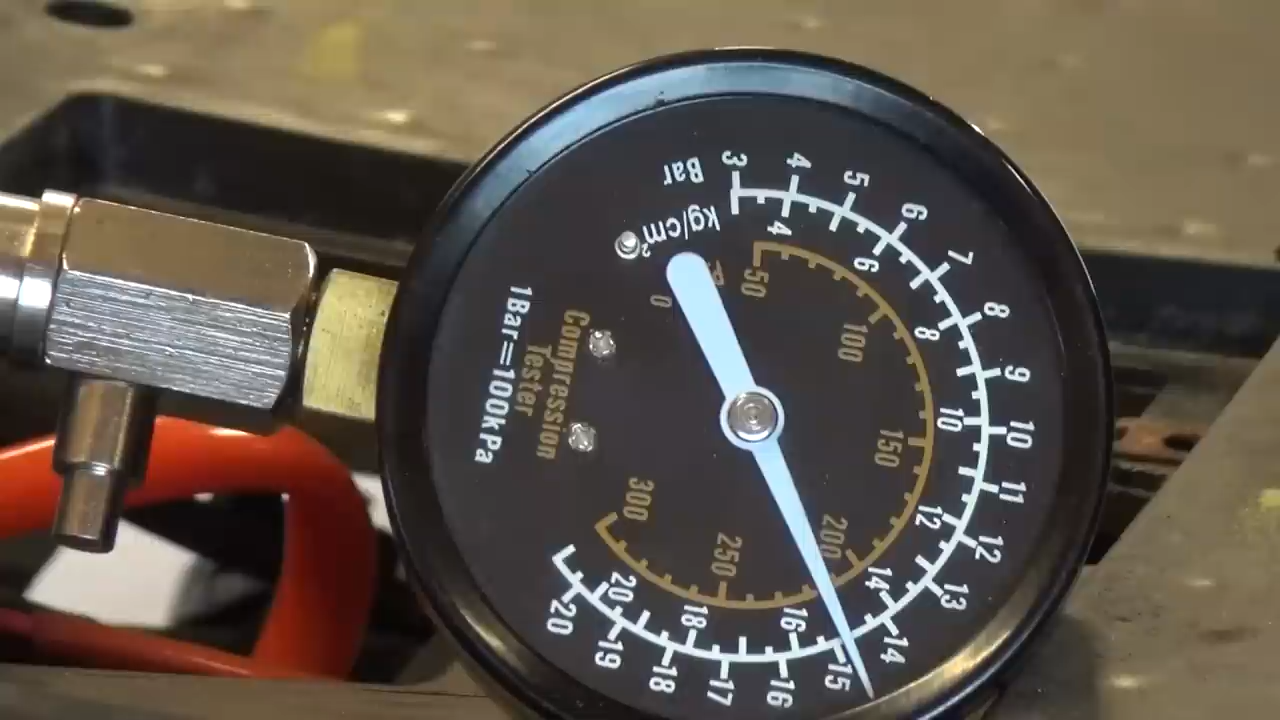 Bar
3 4 5 6 7 8 9 10 11 12 13 14 15 16 17 18 19 20
kg/cm²
4 6 8 10 12 14 16 18 20
0
50 100 150 200 250 300
Compression
Tester
1Bar=100kPa